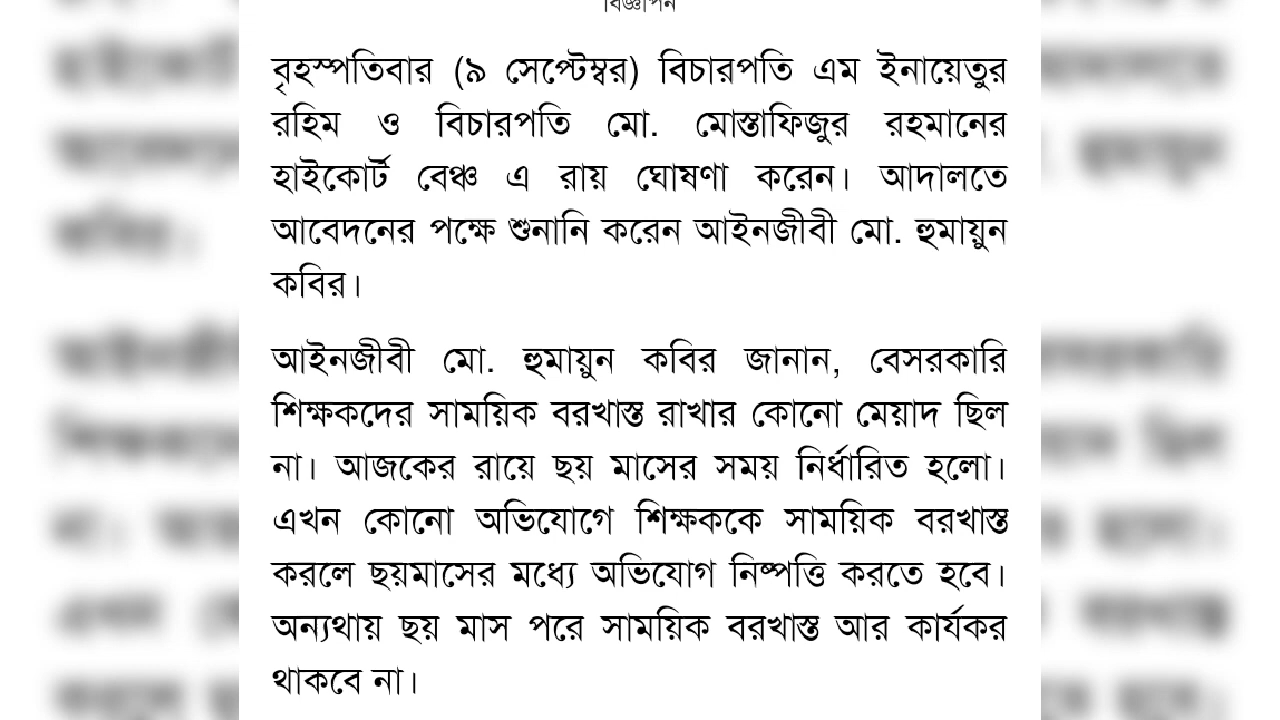 বিজ্ঞাপন
বৃহস্পতিবার (৯ সেপ্টেম্বর) বিচারপতি এম ইনায়েতুর
রহিম ও বিচারপতি মো. মোস্তাফিজুর রহমানের
হাইকোর্ট বেঞ্চ এ রায় ঘোষণা করেন। আদালতে
আবেদনের পক্ষে শুনানি করেন আইনজীবী মো. হুমায়ুন
কবির।
আইনজীবী মো. হুমায়ুন কবির জানান, বেসরকারি
শিক্ষকদের সাময়িক বরখাস্ত রাখার কোনো মেয়াদ ছিল
না। আজকের রায়ে ছয় মাসের সময় নির্ধারিত হলো।
এখন কোনো অভিযোগে শিক্ষককে সাময়িক বরখাস্ত
করলে ছয়মাসের মধ্যে অভিযোগ নিষ্পত্তি করতে হবে।
অন্যথায় ছয় মাস পরে সাময়িক বরখাস্ত আর কার্যকর
থাকবে না।